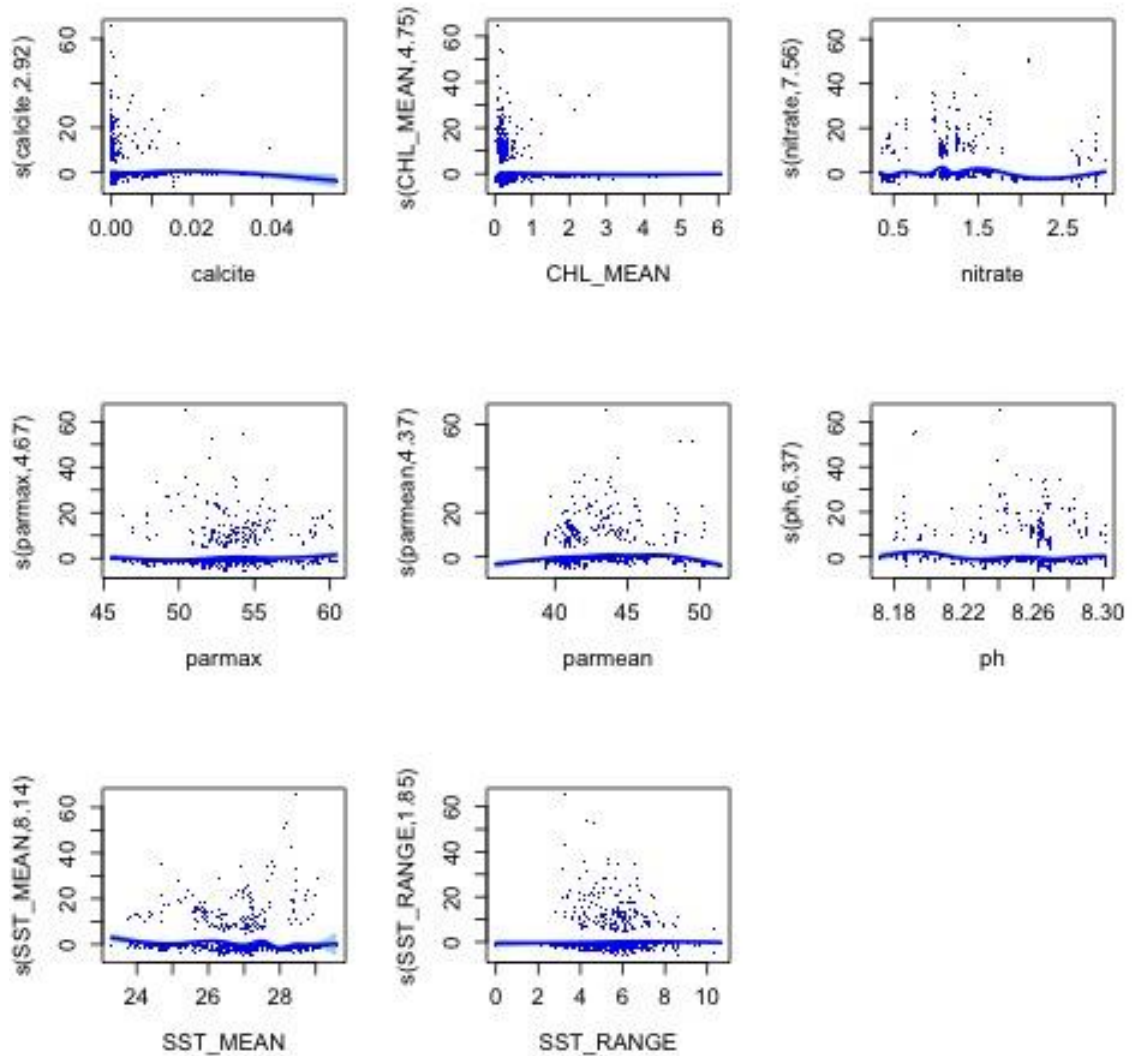 s(calcite,2.92)
0 20 60
0.00 0.02 0.04
calcite
s(CHL_MEAN,4.75)
0 20 40 60
0 1 2 3 4 5 6
CHL_MEAN
s(nitrate,7.56)
0 20 60
0.5 1.5 2.5
nitrate
s(parmax,4.67)
0 20 40 60
45 50 55 60
parmax
s(parmean,4.37)
0 20 60
40 45 50
parmean
s(ph,6.37)
0 20 40 60
8.18 8.22 8.26 8.30
ph
s(SST_MEAN,8.14)
0 20 40 60
24 26 28
SST_MEAN
s(SST_RANGE,1.85)
0 20 40 60
0 2 4 6 8 10
SST_RANGE